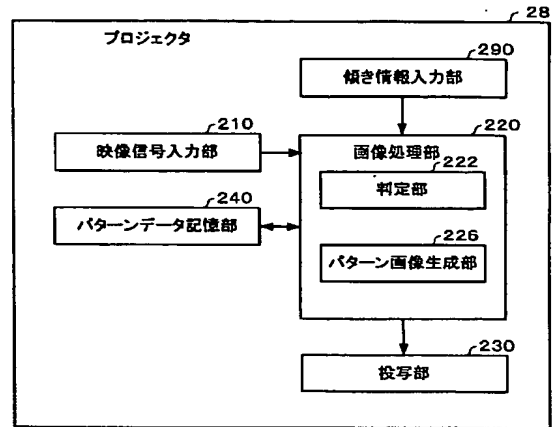 28
プロジェクタ
290
傾き情報入力部
210
映像信号入力部
220
画像処理部
222
判定部
240
パターンデータ記憶部
226
パターン画像生成部
230
投写部